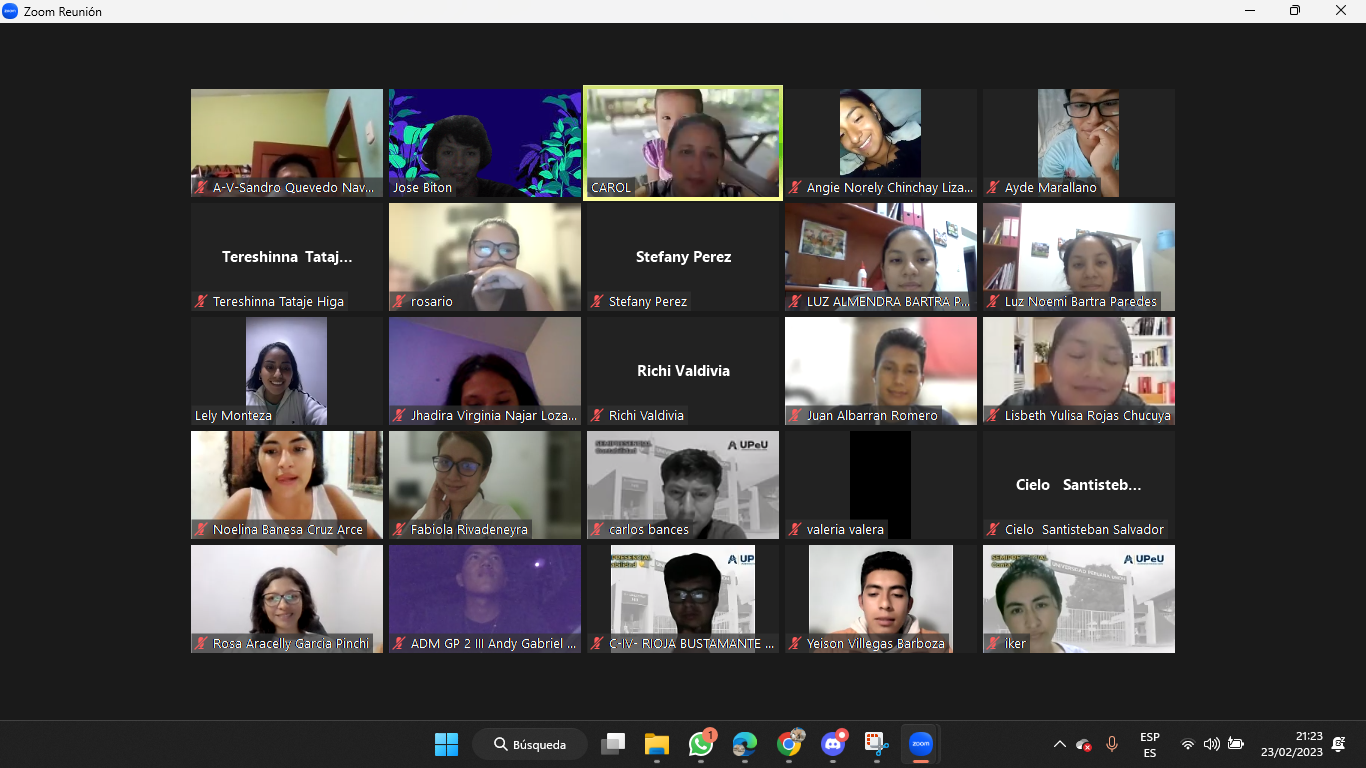 Zoom Reunión
A-V-Sandro Quevedo Nav...
Jose Biton
CAROL
Angie Norely Chinchay Liza...
Ayde Marallano
Tereshinna Tataj...
Tereshinna Tataje Higa
rosario
Stefany Perez
Stefany Perez
LUZ ALMENDRA BARTRA P...
Luz Noemi Bartra Paredes
Lely Monteza
Jhadira Virginia Najar Loza...
Richi Valdivia
Richi Valdivia
Juan Albarran Romero
Lisbeth Yulisa Rojas Chucuya
SEMIPRESENCIAL
Contabilidad
UPeU
Noelina Banesa Cruz Arce
Fabiola Rivadeneyra
carlos bances
valeria valera
Cielo Santisteb...
Cielo Santisteban Salvador
UP
SEMIPRESENCIAL
UPeU
Rosa Aracelly Garcia Pinchi
ADM GP 2 III Andy Gabriel ...
C-IV- RIOJA BUSTAMANTE ...
Yeison Villegas Barboza
iker
zoom
Búsqueda
1
zoom
ESP
ES
21:23
23/02/2023